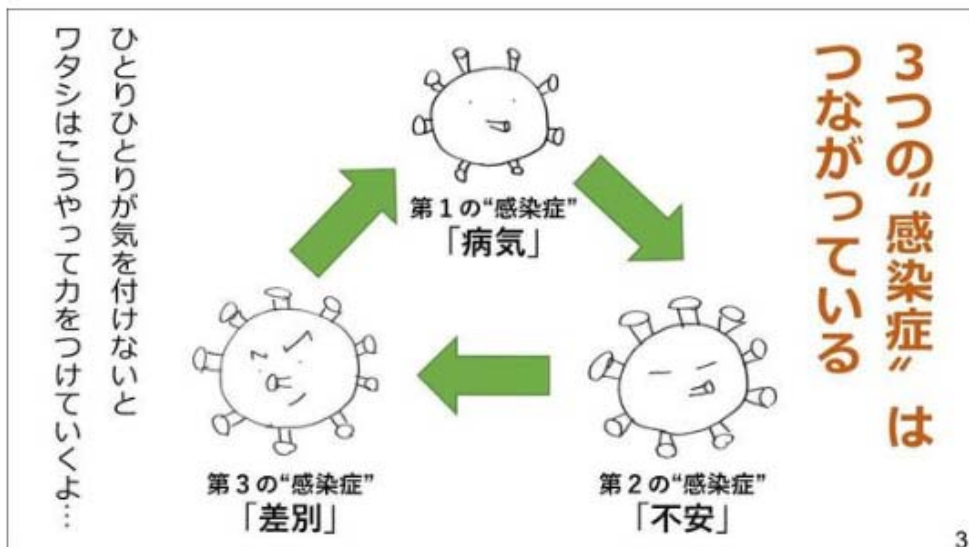 ３つの“感染症”は
つながっている
第１の“感染症”
「病気」
第２の“感染症”
「不安」
第３の“感染症”
「差別」
ひとりひとりが気を付けないと
ワタシはこうやって力をつけていくよ…
3